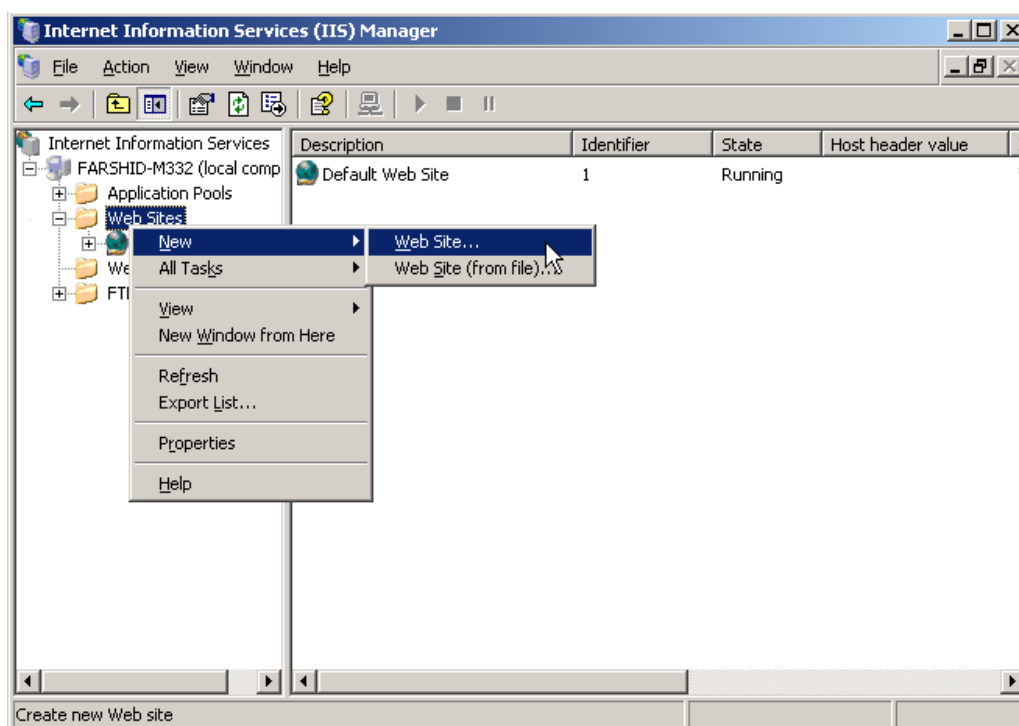 Internet Information Services (IIS) Manager
File Action View Window Help
Internet Information Services
FARSHID-M332 (local comp
Application Pools
Web Sites
We
FTI
Description Identifier State Host header value
Default Web Site 1 Running
New
All Tasks
View
New Window from Here
Refresh
Export List...
Properties
Help
Web Site...
Web Site (from file)...
Create new Web site